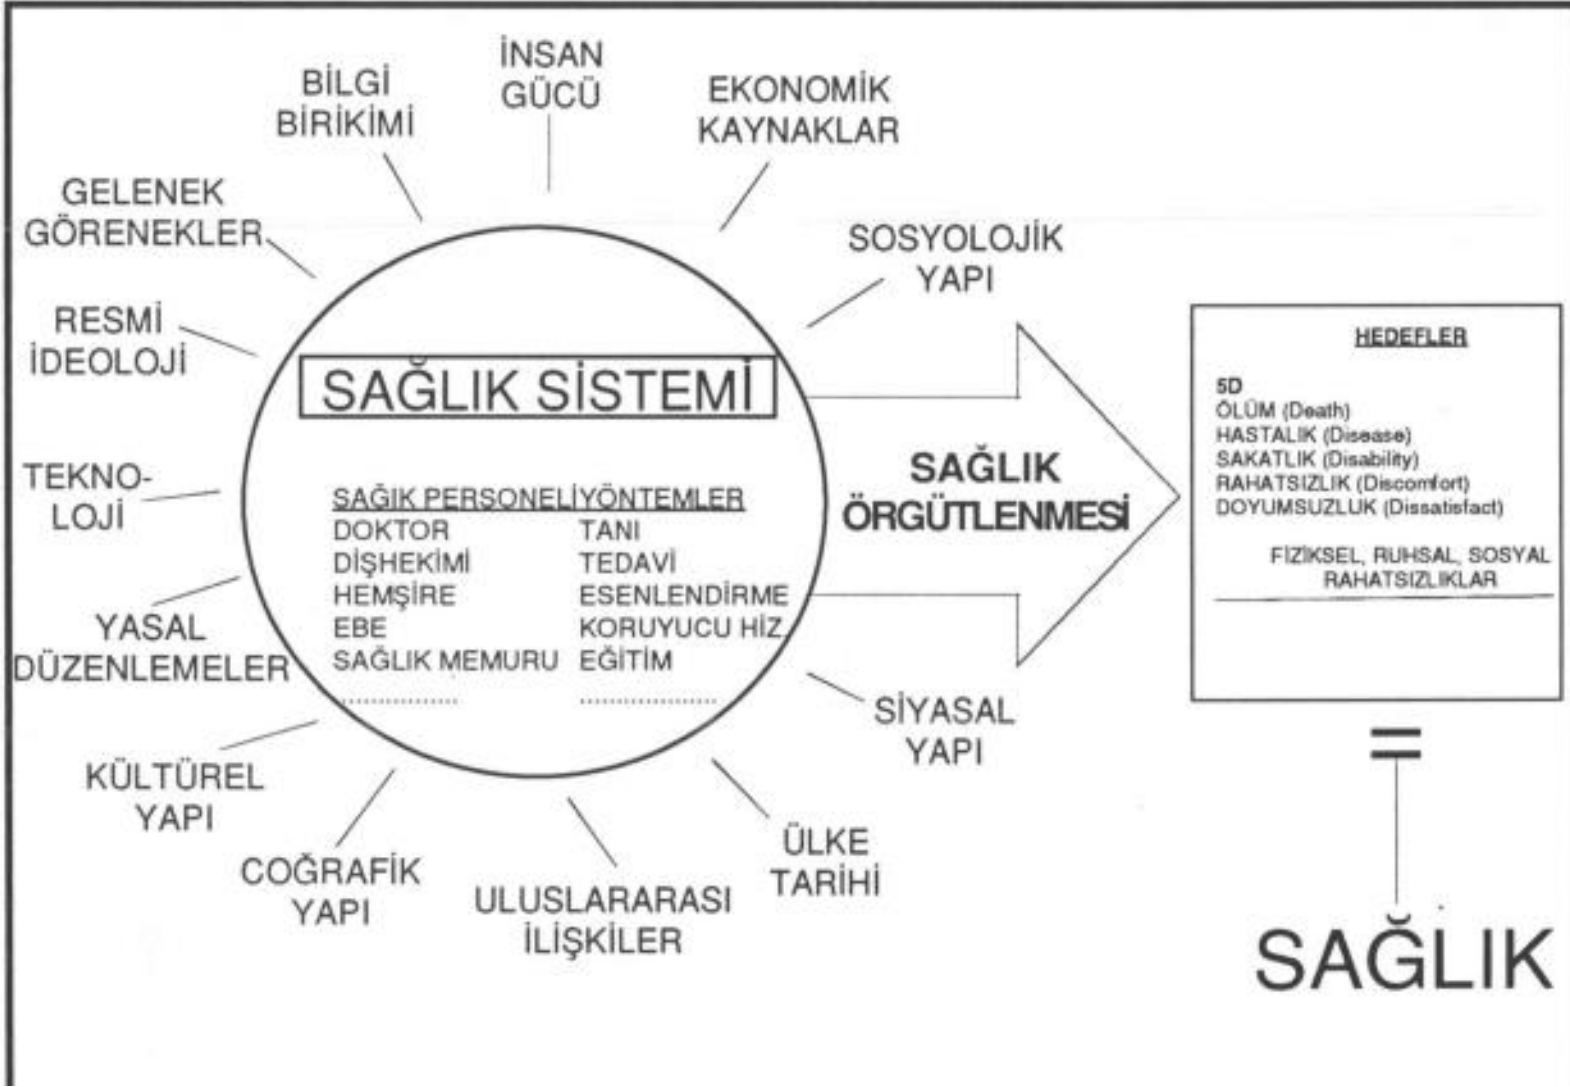 İNSAN
GÜCÜ
BİLGİ
BİRİKİMİ
EKONOMİK
KAYNAKLAR
GELENEK
GÖRENEKLER
SOSYOLOJİK
YAPI
RESMİ
İDEOLOJİ
SAĞLIK SİSTEMİ
HEDEFLER
5D
ÖLÜM (Death)
HASTALIK (Disease)
SAKATLIK (Disability)
RAHATSIZLIK (Discomfort)
DOYUMSUZLUK (Dissatisfact)
FİZİKSEL, RUHSAL, SOSYAL
RAHATSIZLIKLAR
SAĞLIK
ÖRGÜTLENMESİ
TEKNO-
LOJİ
SAĞIK PERSONELİ YÖNTEMLER
DOKTOR TANI
DİŞHEKİMİ TEDAVİ
HEMŞİRE ESENLENDİRME
EBE KORUYUCU HİZ.
SAĞLIK MEMURU EĞİTİM
.............. ................
YASAL
DÜZENLEMELER
SİYASAL
YAPI
KÜLTÜREL
YAPI
COĞRAFİK
YAPI
ULUSLARARASI
İLİŞKİLER
ÜLKE
TARİHİ
=
SAĞLIK